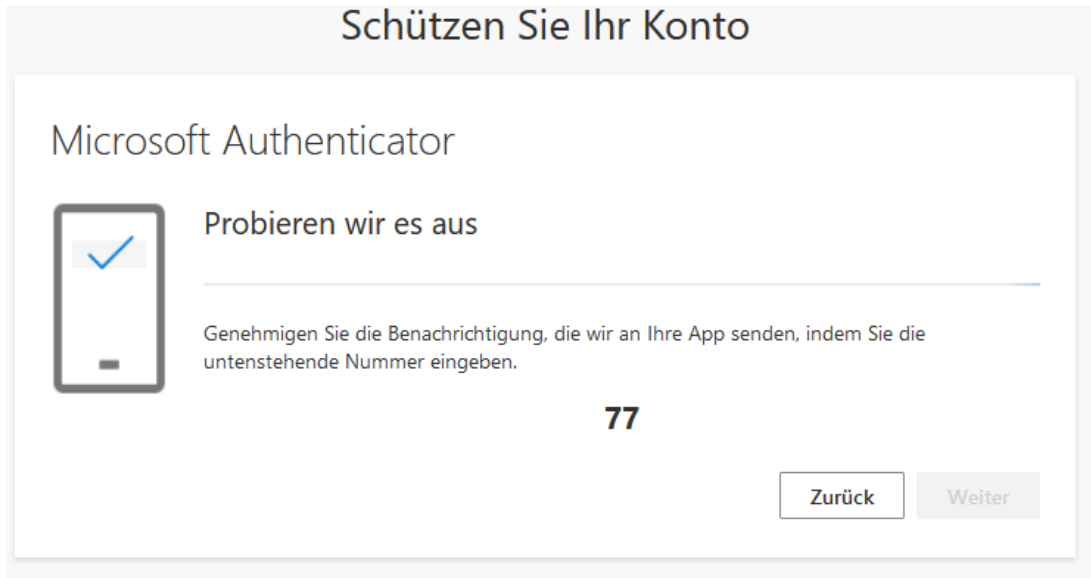 Schützen Sie Ihr Konto
Microsoft Authenticator
Probieren wir es aus
Genehmigen Sie die Benachrichtigung, die wir an Ihre App senden, indem Sie die
untenstehende Nummer eingeben.
77
Zurück
Weiter